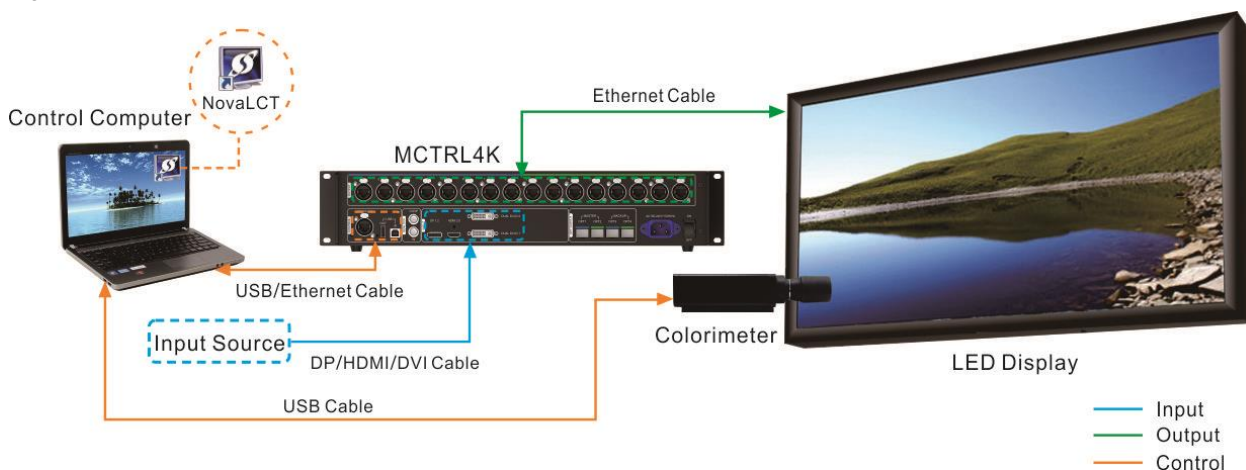 NovaLCT
Control Computer
Ethernet Cable
MCTRL4K
USB/Ethernet Cable
Input Source
DP/HDMI/DVI Cable
Colorimeter
LED Display
USB Cable
Input
Output
Control